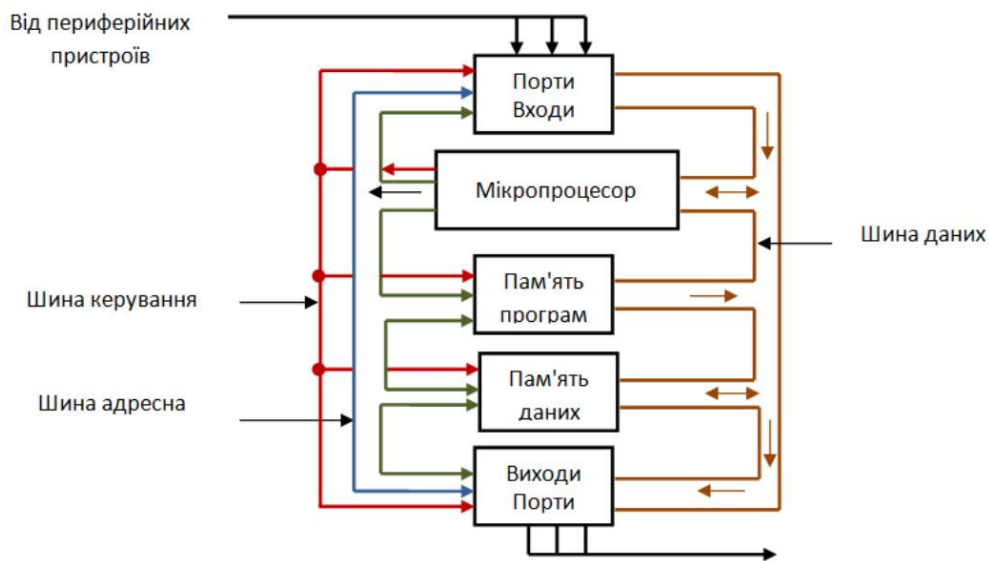 Від периферійних
пристроїв
Порти
Входи
Мікропроцесор
Шина даних
Пам'ять
програм
Шина керування
Пам'ять
даних
Шина адресна
Виходи
Порти